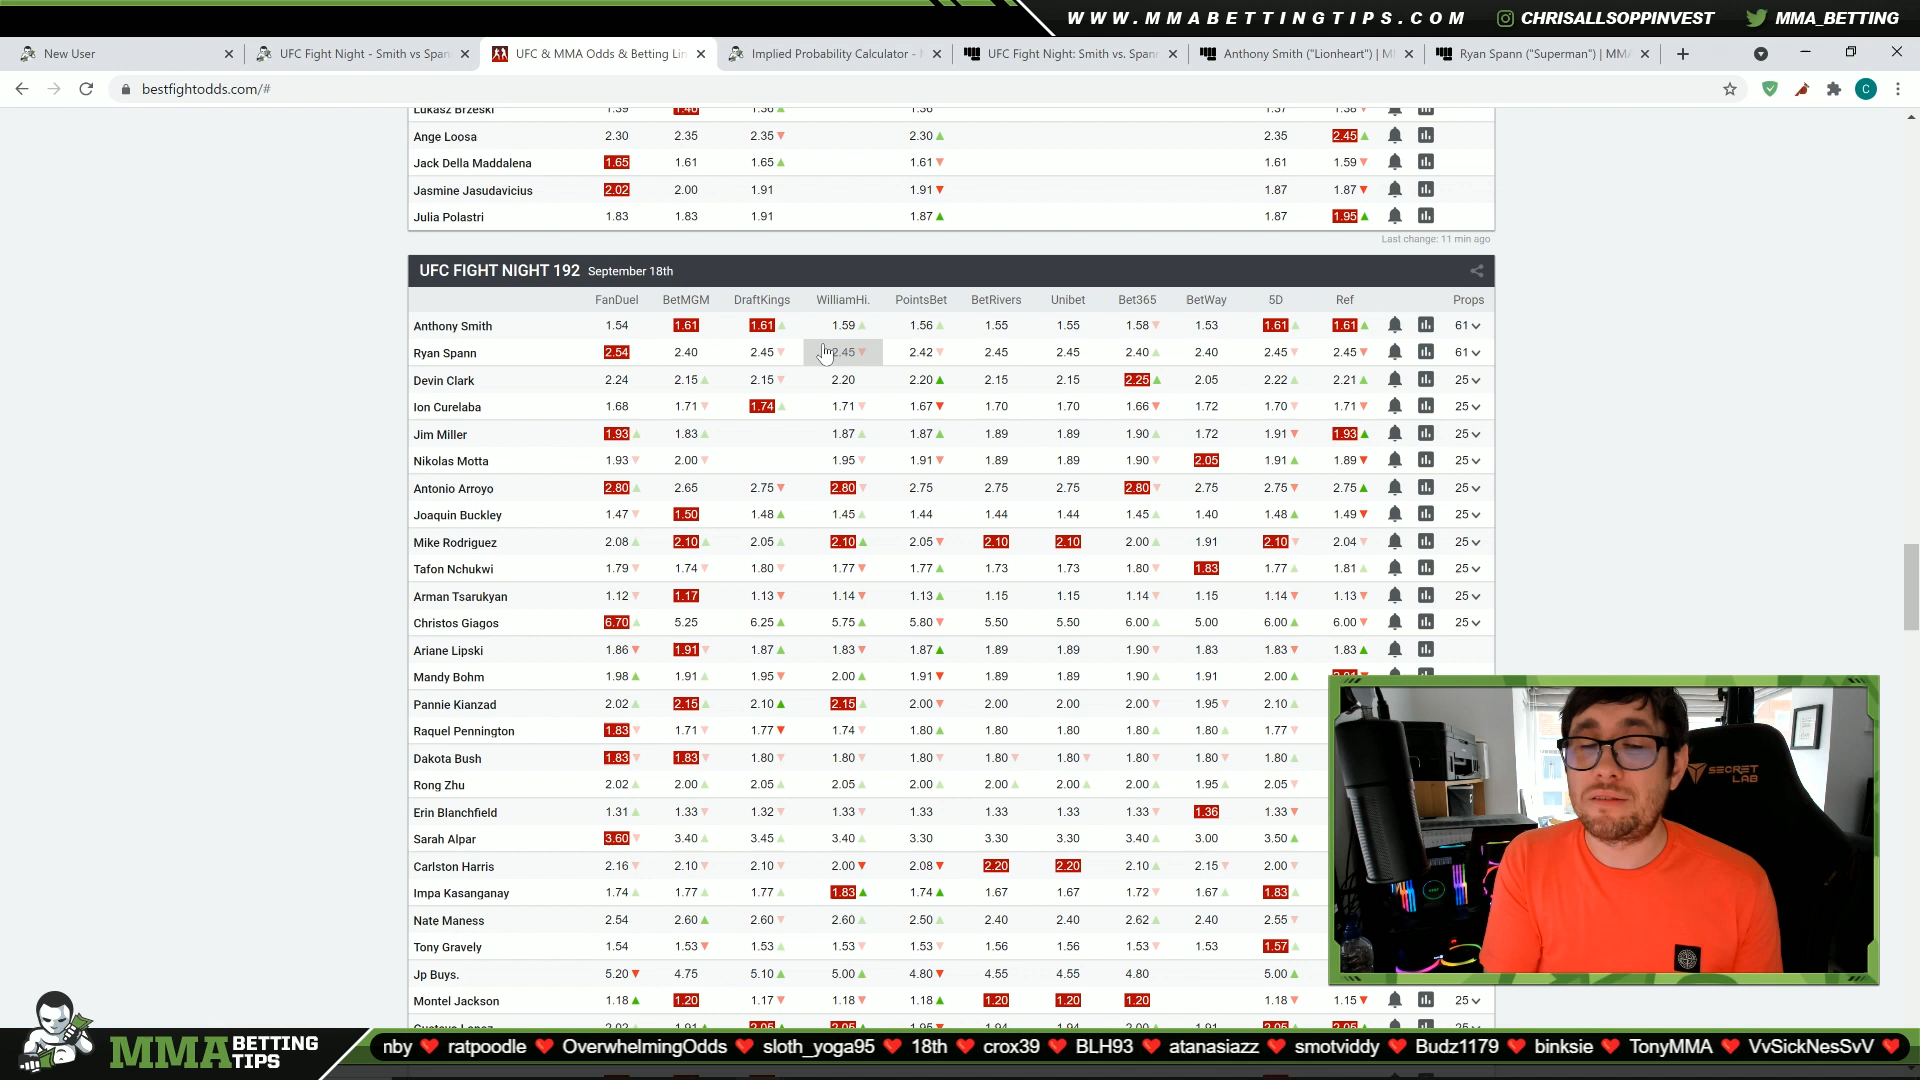 WWW.MMABETTINGTIPS.COM CHRISALLSOPPINVEST MMA_BETTING
New User UFC Fight Night - Smith vs Span UFC & MMA Odds & Betting Lin Implied Probability Calculator - UFC Fight Night: Smith vs. Spann Anthony Smith ("Lionheart") | M Ryan Spann ("Superman") | MMA
bestfightodds.com/# C
Lukasz Brzeski 1.39 1.40 1.36 1.36 1.37 1.38
Ange Loosa 2.30 2.35 2.35 2.30 2.35 2.45
Jack Della Maddalena 1.65 1.61 1.65 1.61 1.61 1.59
Jasmine Jasudavicius 2.02 2.00 1.91 1.91 1.87 1.87
Julia Polastri 1.83 1.83 1.91 1.87 1.87 1.95
Last change: 11 min ago
UFC FIGHT NIGHT 192 September 18th
FanDuel BetMGM DraftKings WilliamHi. PointsBet BetRivers Unibet Bet365 BetWay 5D Ref Props
Anthony Smith 1.54 1.61 1.61 1.59 1.56 1.55 1.55 1.58 1.53 1.61 1.61 61
Ryan Spann 2.54 2.40 2.45 2.45 2.42 2.45 2.45 2.40 2.40 2.45 2.45 61
Devin Clark 2.24 2.15 2.15 2.20 2.20 2.15 2.15 2.25 2.05 2.22 2.21 25
Ion Curelaba 1.68 1.71 1.74 1.71 1.67 1.70 1.70 1.66 1.72 1.70 1.71 25
Jim Miller 1.93 1.83 1.87 1.87 1.89 1.89 1.90 1.72 1.91 1.93 25
Nikolas Motta 1.93 2.00 1.95 1.91 1.89 1.89 1.90 2.05 1.91 1.89 25
Antonio Arroyo 2.80 2.65 2.75 2.80 2.75 2.75 2.75 2.80 2.75 2.75 2.75 25
Joaquin Buckley 1.47 1.50 1.48 1.45 1.44 1.44 1.44 1.45 1.40 1.48 1.49 25
Mike Rodriguez 2.08 2.10 2.05 2.10 2.05 2.10 2.10 2.00 1.91 2.10 2.04 25
Tafon Nchukwi 1.79 1.74 1.80 1.77 1.77 1.73 1.73 1.80 1.83 1.77 1.81 25
Arman Tsarukyan 1.12 1.17 1.13 1.14 1.13 1.15 1.15 1.14 1.15 1.14 1.13 25
Christos Giagos 6.70 5.25 6.25 5.75 5.80 5.50 5.50 6.00 5.00 6.00 6.00 25
Ariane Lipski 1.86 1.91 1.87 1.83 1.87 1.89 1.89 1.90 1.83 1.83 1.83
Mandy Bohm 1.98 1.91 1.95 2.00 1.91 1.89 1.89 1.90 1.91 2.00
Pannie Kianzad 2.02 2.15 2.10 2.15 2.00 2.00 2.00 2.00 1.95 2.10
Raquel Pennington 1.83 1.71 1.77 1.74 1.80 1.80 1.80 1.80 1.80 1.77
Dakota Bush 1.83 1.83 1.80 1.80 1.80 1.80 1.80 1.80 1.80 1.80
Rong Zhu 2.02 2.00 2.05 2.05 2.00 2.00 2.00 2.00 1.95 2.05
Erin Blanchfield 1.31 1.33 1.32 1.33 1.33 1.33 1.33 1.33 1.36 1.33
Sarah Alpar 3.60 3.40 3.45 3.40 3.30 3.30 3.30 3.40 3.00 3.50
Carlston Harris 2.16 2.10 2.10 2.00 2.08 2.20 2.20 2.10 2.15 2.00
Impa Kasanganay 1.74 1.77 1.77 1.83 1.74 1.67 1.67 1.72 1.67 1.83
Nate Maness 2.54 2.60 2.60 2.60 2.50 2.40 2.40 2.62 2.40 2.55
Tony Gravely 1.54 1.53 1.53 1.53 1.53 1.56 1.56 1.53 1.53 1.57
Jp Buys. 5.20 4.75 5.10 5.00 4.80 4.55 4.55 4.80 5.00
Montel Jackson 1.18 1.20 1.17 1.18 1.18 1.20 1.20 1.20 1.18 1.15 25
SECRET LAB
MMA BETTING TIPS nby ratpoodle OverwhelmingOdds sloth_yoga95 18th crox39 BLH93 atanasiazz smotviddy Budz1179 binksie TonyMMA VvSickNesSvV